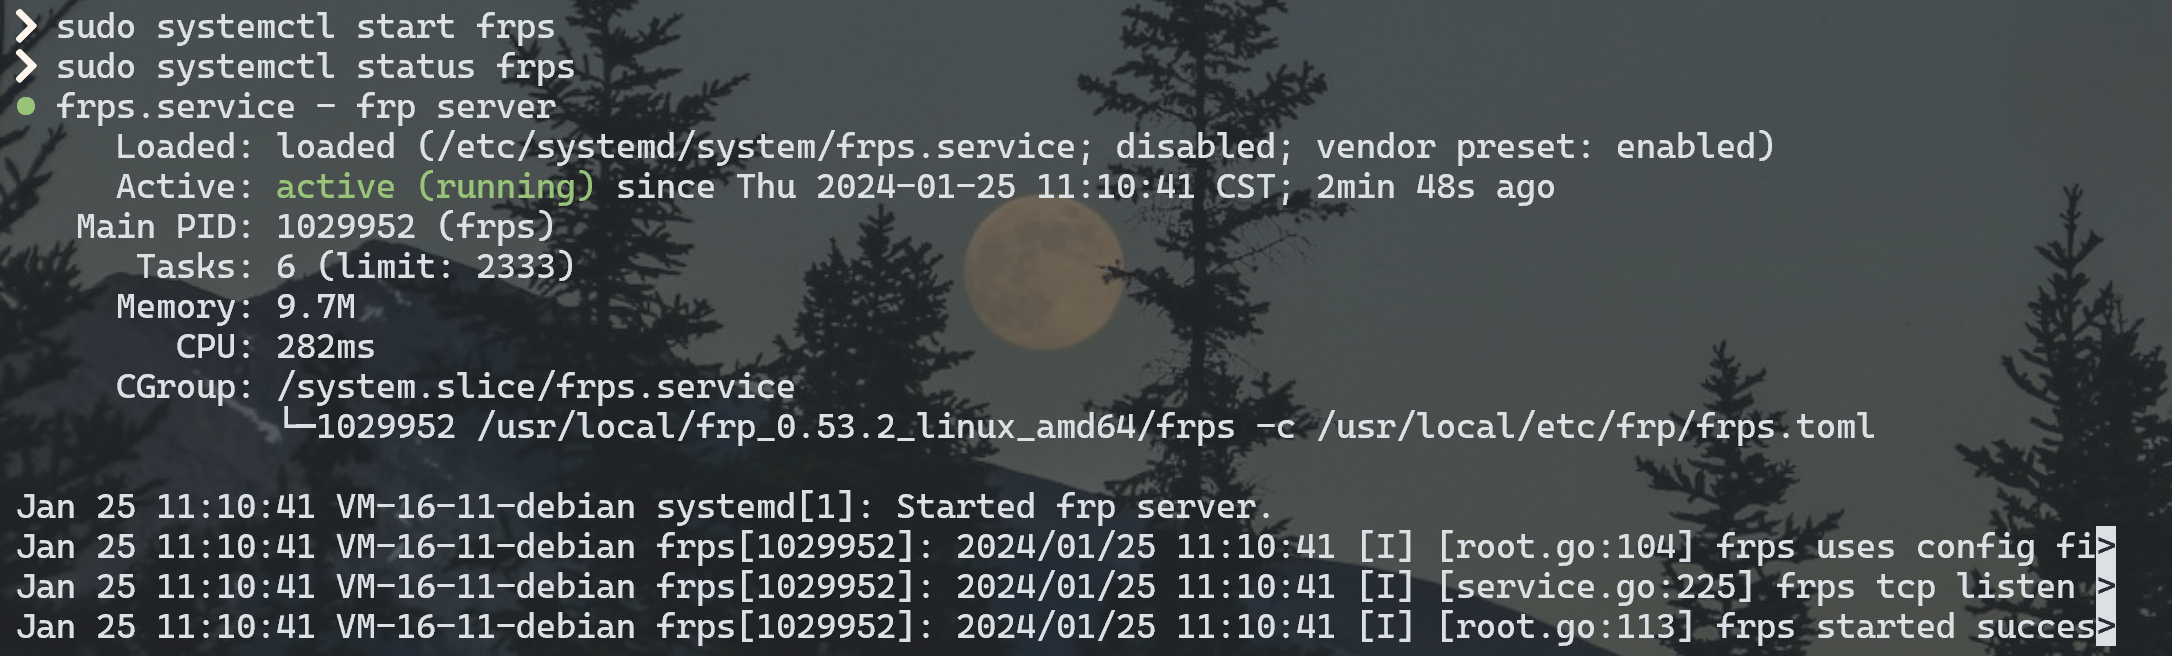 ❯ sudo systemctl start frps
❯ sudo systemctl status frps
● frps.service - frp server
     Loaded: loaded (/etc/systemd/system/frps.service; disabled; vendor preset: enabled)
     Active: active (running) since Thu 2024-01-25 11:10:41 CST; 2min 48s ago
   Main PID: 1029952 (frps)
      Tasks: 6 (limit: 2333)
     Memory: 9.7M
        CPU: 282ms
     CGroup: /system.slice/frps.service
             └─1029952 /usr/local/frp_0.53.2_linux_amd64/frps -c /usr/local/etc/frp/frps.toml

Jan 25 11:10:41 VM-16-11-debian systemd[1]: Started frp server.
Jan 25 11:10:41 VM-16-11-debian frps[1029952]: 2024/01/25 11:10:41 [I] [root.go:104] frps uses config fi>
Jan 25 11:10:41 VM-16-11-debian frps[1029952]: 2024/01/25 11:10:41 [I] [service.go:225] frps tcp listen >
Jan 25 11:10:41 VM-16-11-debian frps[1029952]: 2024/01/25 11:10:41 [I] [root.go:113] frps started succes>